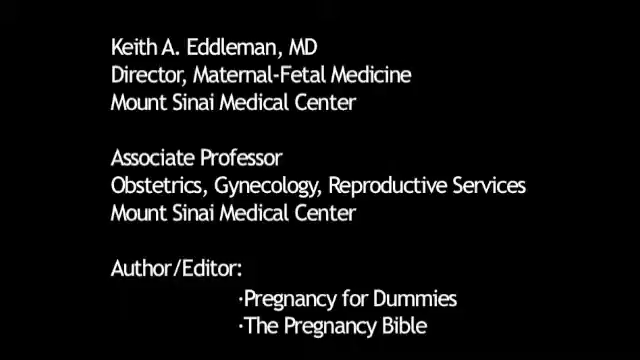 Keith A. Eddleman, MD
Director, Maternal-Fetal Medicine
Mount Sinai Medical Center
Associate Professor
Obstetrics, Gynecology, Reproductive Services
Mount Sinai Medical Center
Author/Editor:
·Pregnancy for Dummies
·The Pregnancy Bible